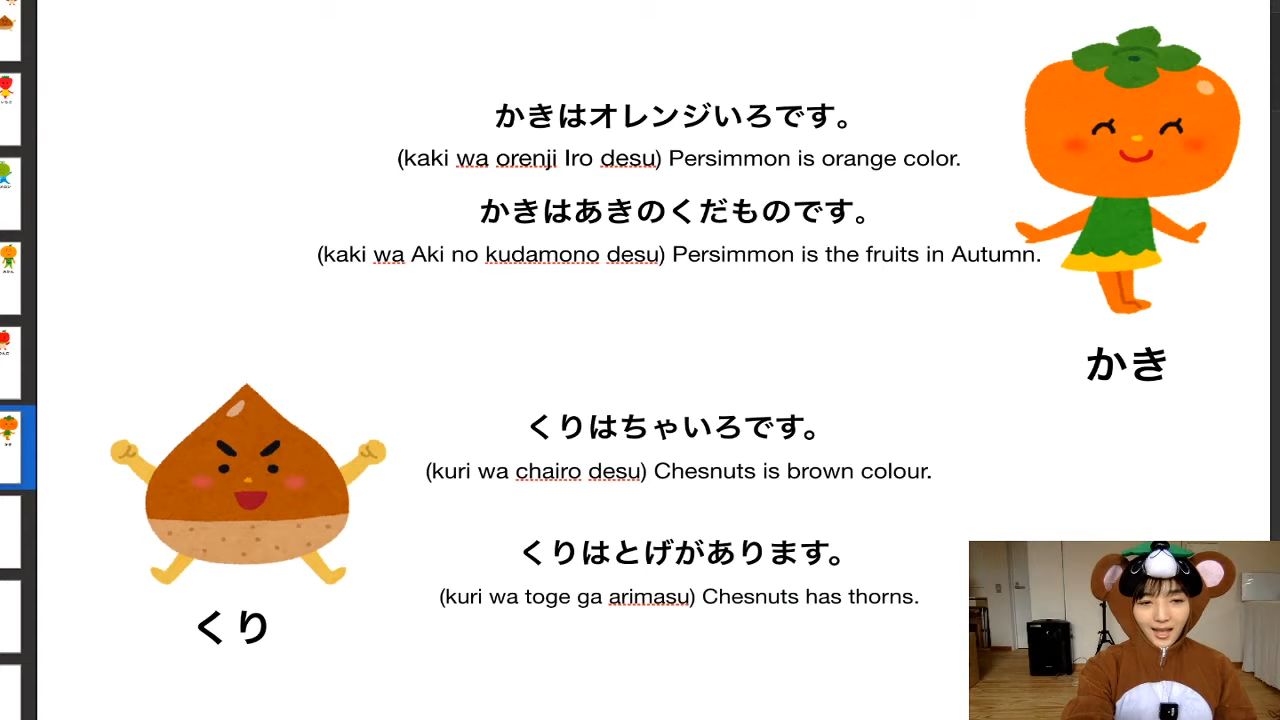 かきはオレンジいろです。
(kaki wa orenji Iro desu) Persimmon is orange color.
かきはあきのくだものです。
(kaki wa Aki no kudamono desu) Persimmon is the fruits in Autumn.
かき
くりはちゃいろです。
(kuri wa chairo desu) Chesnuts is brown colour.
くりはとげがあります。
(kuri wa toge ga arimasu) Chesnuts has thorns.
くり